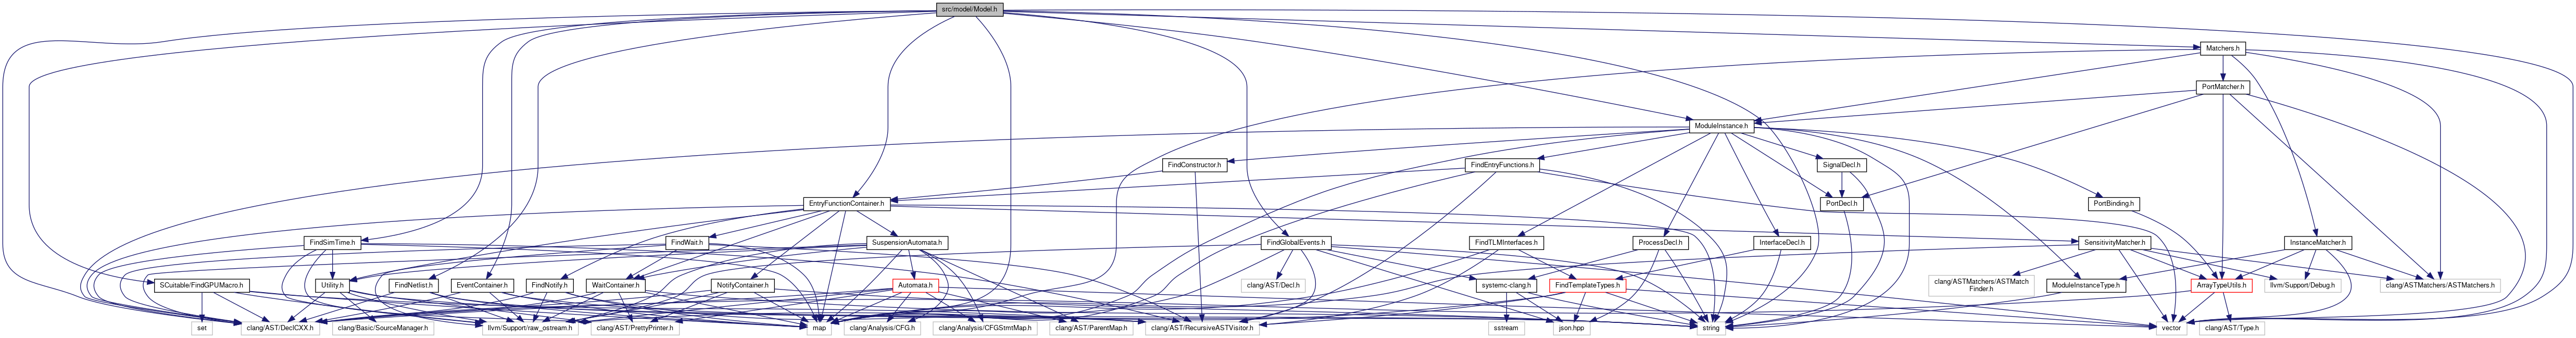 src/model/Model.h
Matchers.h
PortMatcher.h
ModuleInstance.h
FindConstructor.h
FindEntryFunctions.h
SignalDecl.h
EntryFunctionContainer.h
PortDecl.h
PortBinding.h
FindSimTime.h
FindWait.h
SuspensionAutomata.h
FindGlobalEvents.h
FindTLMInterfaces.h
ProcessDecl.h
InterfaceDecl.h
SensitivityMatcher.h
InstanceMatcher.h
SCuitable/FindGPUMacro.h
Utility.h
FindNetlist.h
EventContainer.h
FindNotify.h
WaitContainer.h
NotifyContainer.h
Automata.h
clang/AST/Decl.h
systemc-clang.h
FindTemplateTypes.h
clang/ASTMatchers/ASTMatch
Finder.h
ModuleInstanceType.h
ArrayTypeUtils.h
llvm/Support/Debug.h
clang/ASTMatchers/ASTMatchers.h
set
clang/AST/DeclCXX.h
clang/Basic/SourceManager.h
llvm/Support/raw_ostream.h
clang/AST/PrettyPrinter.h
map
clang/Analysis/CFG.h
clang/Analysis/CFGStmtMap.h
clang/AST/ParentMap.h
clang/AST/RecursiveASTVisitor.h
sstream
json.hpp
string
vector
clang/AST/Type.h